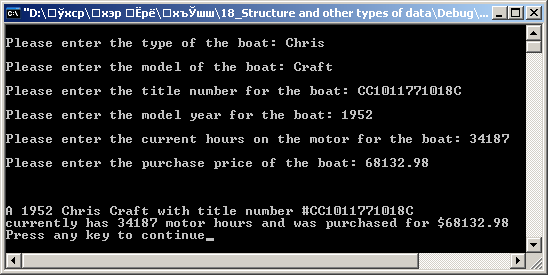 "D:\□ўхср\□хэр □Ёрё\□хъЎшш\18_Structure and other types of data\Debug\...
Please enter the type of the boat: Chris
Please enter the model of the boat: Craft
Please enter the title number for the boat: CC1011771018C
Please enter the model year for the boat: 1952
Please enter the current hours on the motor for the boat: 34187
Please enter the purchase price of the boat: 68132.98
A 1952 Chris Craft with title number #CC1011771018C
currently has 34187 motor hours and was purchased for $68132.98
Press any key to continue_